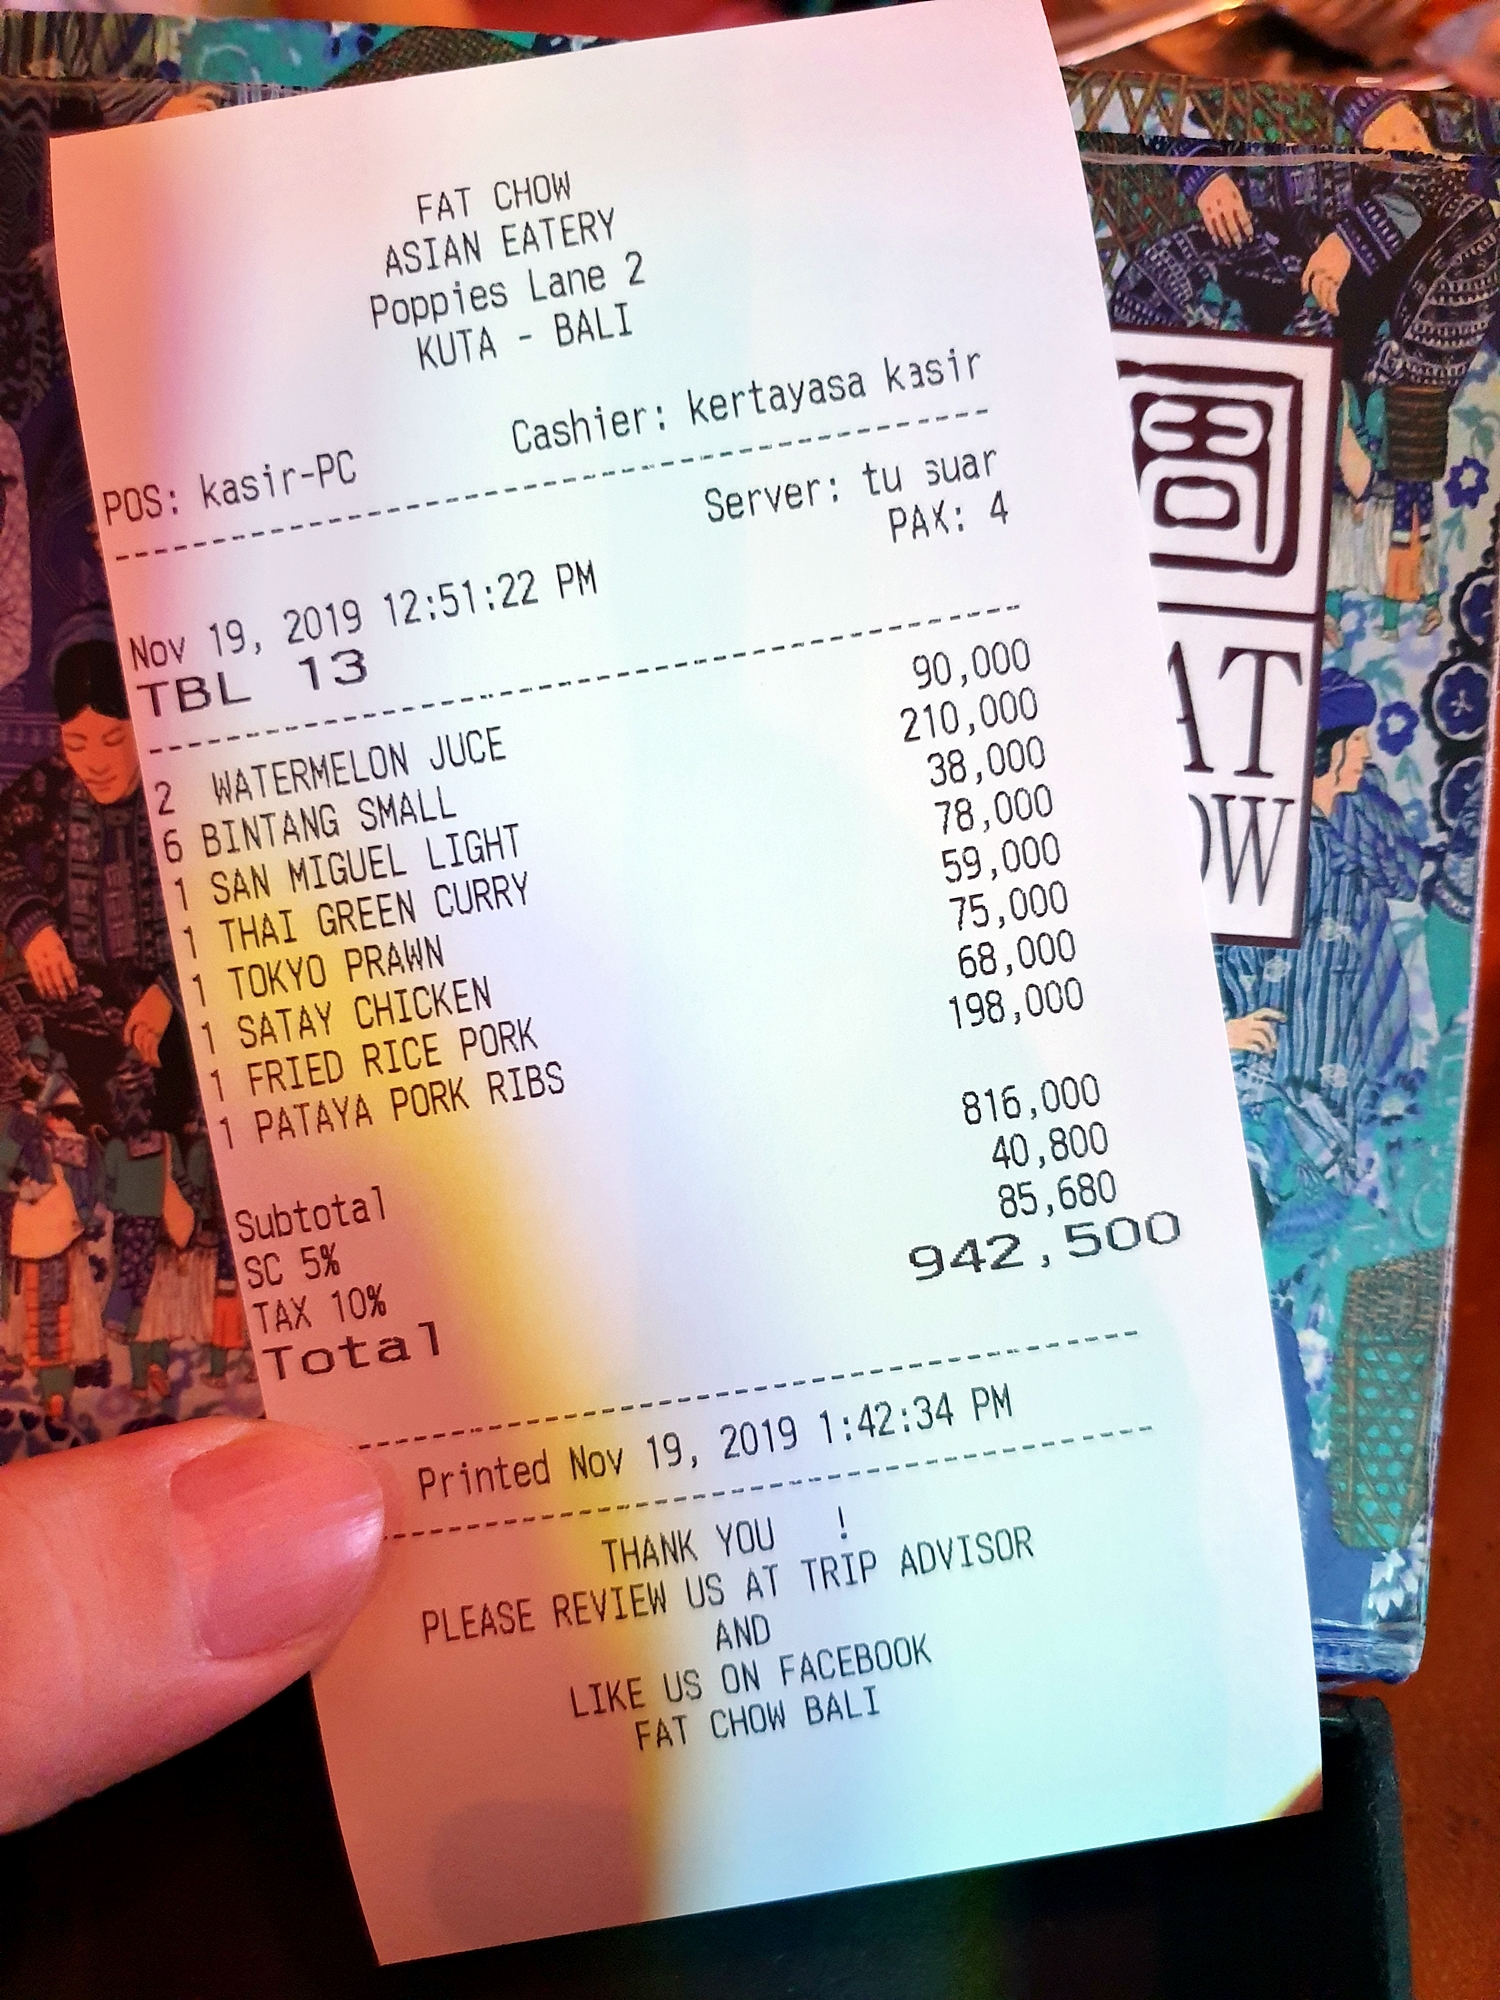 FAT CHOW
ASIAN EATERY
Poppies Lane 2
KUTA - BALI
POS: kasir-PC Cashier: kertayasa kasir
Server: tu suar
PAX: 4
Nov 19, 2019 12:51:22 PM
TBL 13
2 WATERMELON JUCE 90,000
6 BINTANG SMALL 210,000
1 SAN MIGUEL LIGHT 38,000
1 THAI GREEN CURRY 78,000
1 TOKYO PRAWN 59,000
1 SATAY CHICKEN 75,000
1 FRIED RICE PORK 68,000
1 PATAYA PORK RIBS 198,000
Subtotal 816,000
SC 5% 40,800
TAX 10% 85,680
Total 942,500
Printed Nov 19, 2019 1:42:34 PM
THANK YOU !
PLEASE REVIEW US AT TRIP ADVISOR
AND
LIKE US ON FACEBOOK
FAT CHOW BALI
AT
OW